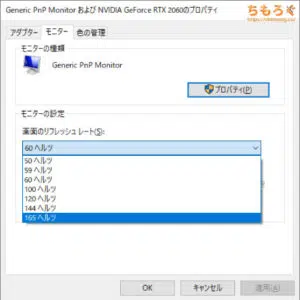 ちもろぐ
Generic PnP Monitor および NVIDIA GeForce RTX 2060のプロパティ
アダプター モニター 色の管理
モニターの種類
Generic PnP Monitor
プロパティ(P)
モニターの設定
画面のリフレッシュ レート(S):
60 ヘルツ
50 ヘルツ
59 ヘルツ
60 ヘルツ
100 ヘルツ
120 ヘルツ
144 ヘルツ
165 ヘルツ
OK キャンセル 適用(A)